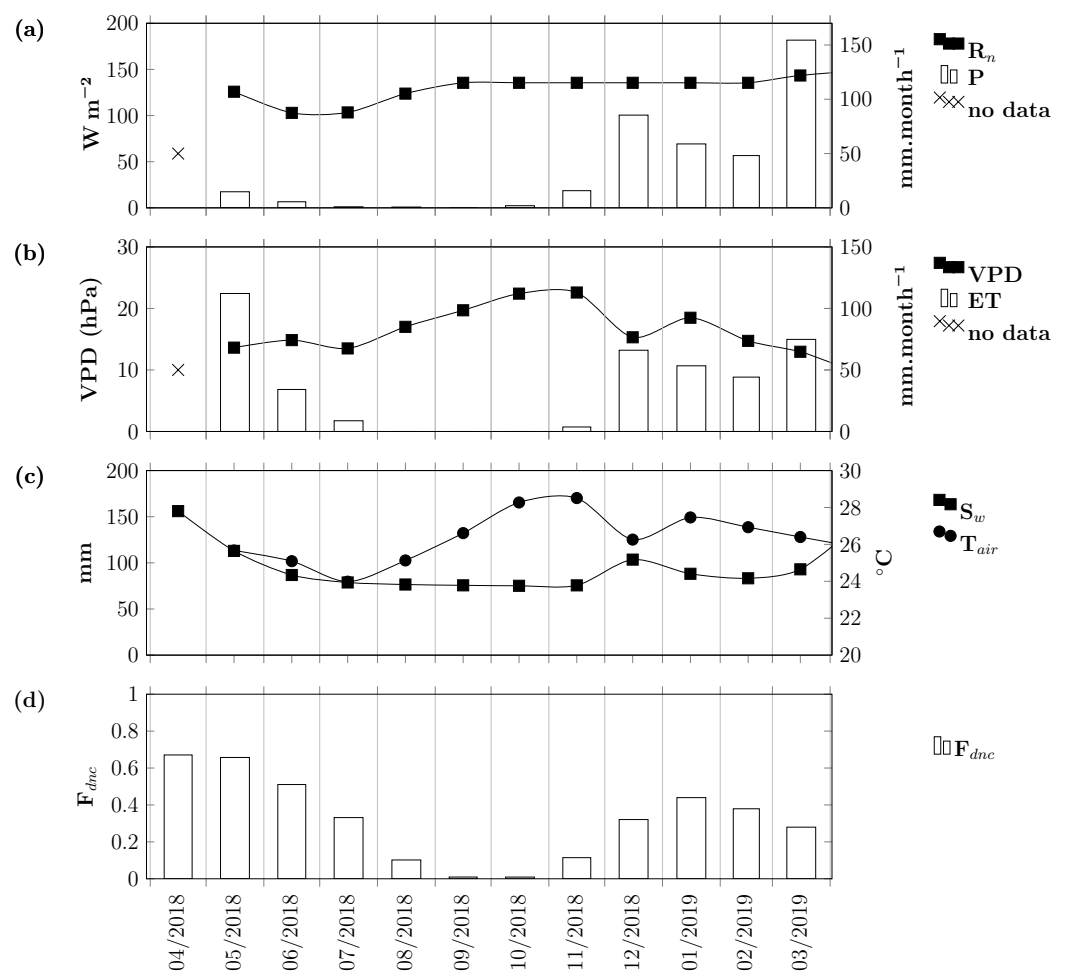 (a)
200
150
100
50
0
W m⁻²
150
100
50
0
mm.month⁻¹
Rₙ
P
no data
(b)
30
20
10
0
VPD (hPa)
150
100
50
0
mm.month⁻¹
VPD
ET
no data
(c)
200
150
100
50
0
mm
30
28
26
24
22
20
°C
S_w
T_air
(d)
1
0.8
0.6
0.4
0.2
0
F_dnc
F_dnc
04/2018
05/2018
06/2018
07/2018
08/2018
09/2018
10/2018
11/2018
12/2018
01/2019
02/2019
03/2019